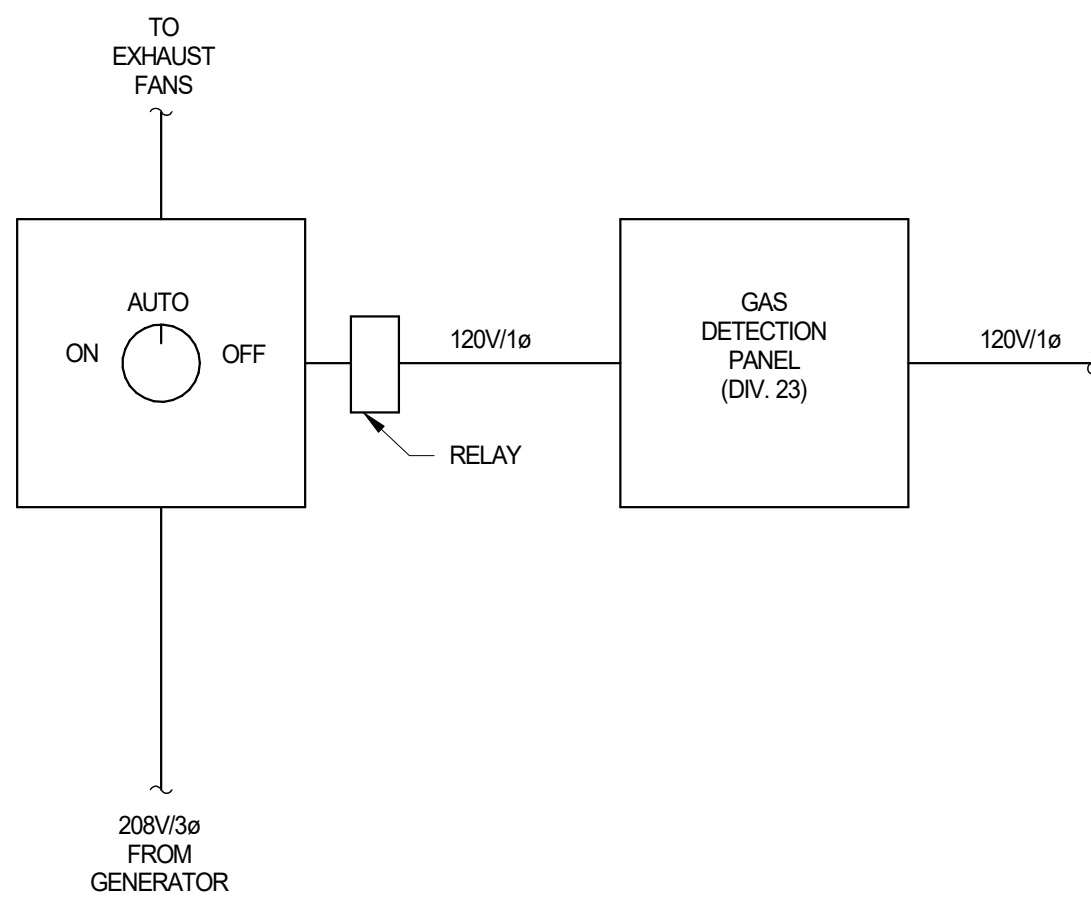 TO
EXHAUST
FANS
AUTO
ON
OFF
120V/1ø
RELAY
GAS
DETECTION
PANEL
(DIV. 23)
120V/1ø
208V/3ø
FROM
GENERATOR